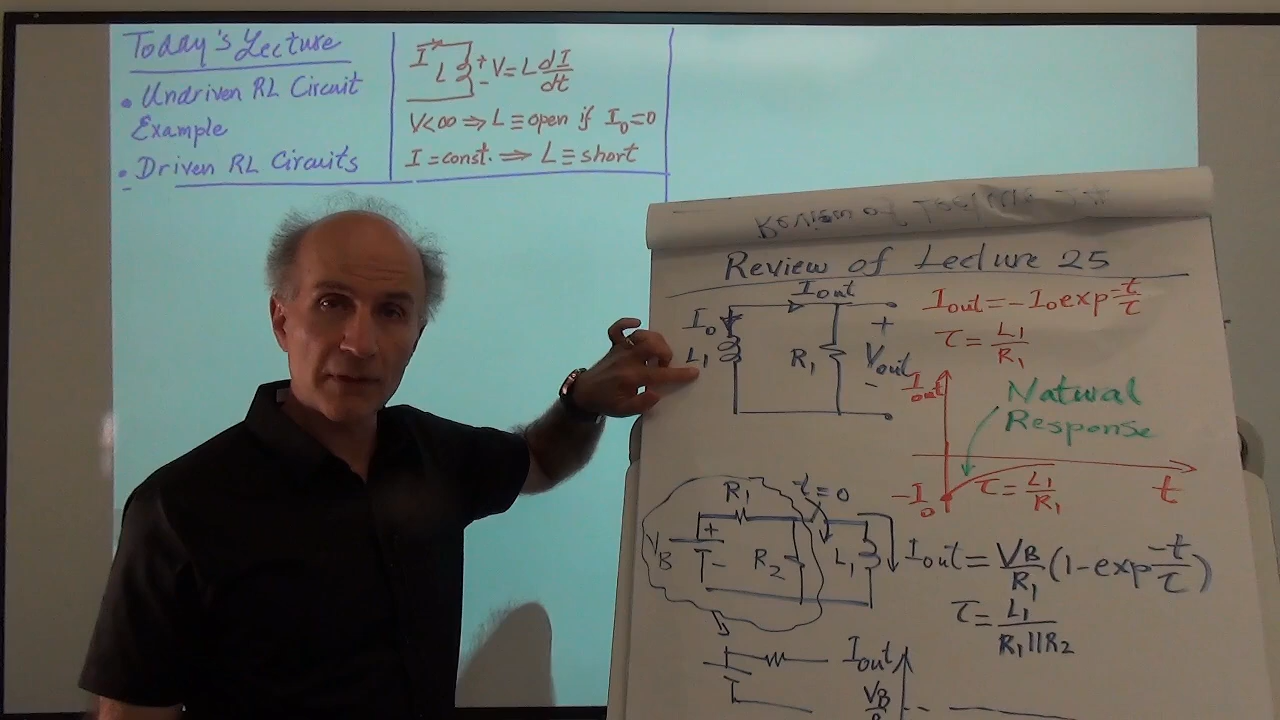 Today's Lecture
• Undriven RL Circuit
Example
• Driven RL Circuits
I L + - V=L dI/dt
V<∞ ⇒ L ≡ open if I₀=0
I=const. ⇒ L ≡ short
Review of Lecture 25
Iout
I₀
L₁
R₁
+
Vout
-
Iout = -I₀ exp -t/τ
τ = L₁/R₁
Iout
Natural
Response
-I₀
τ = L₁/R₁
t
R₁
t=0
VB
+
-
R₂
L₁
Iout = VB/R₁ (1-exp -t/τ)
τ = L₁/R₁||R₂
Iout
VB